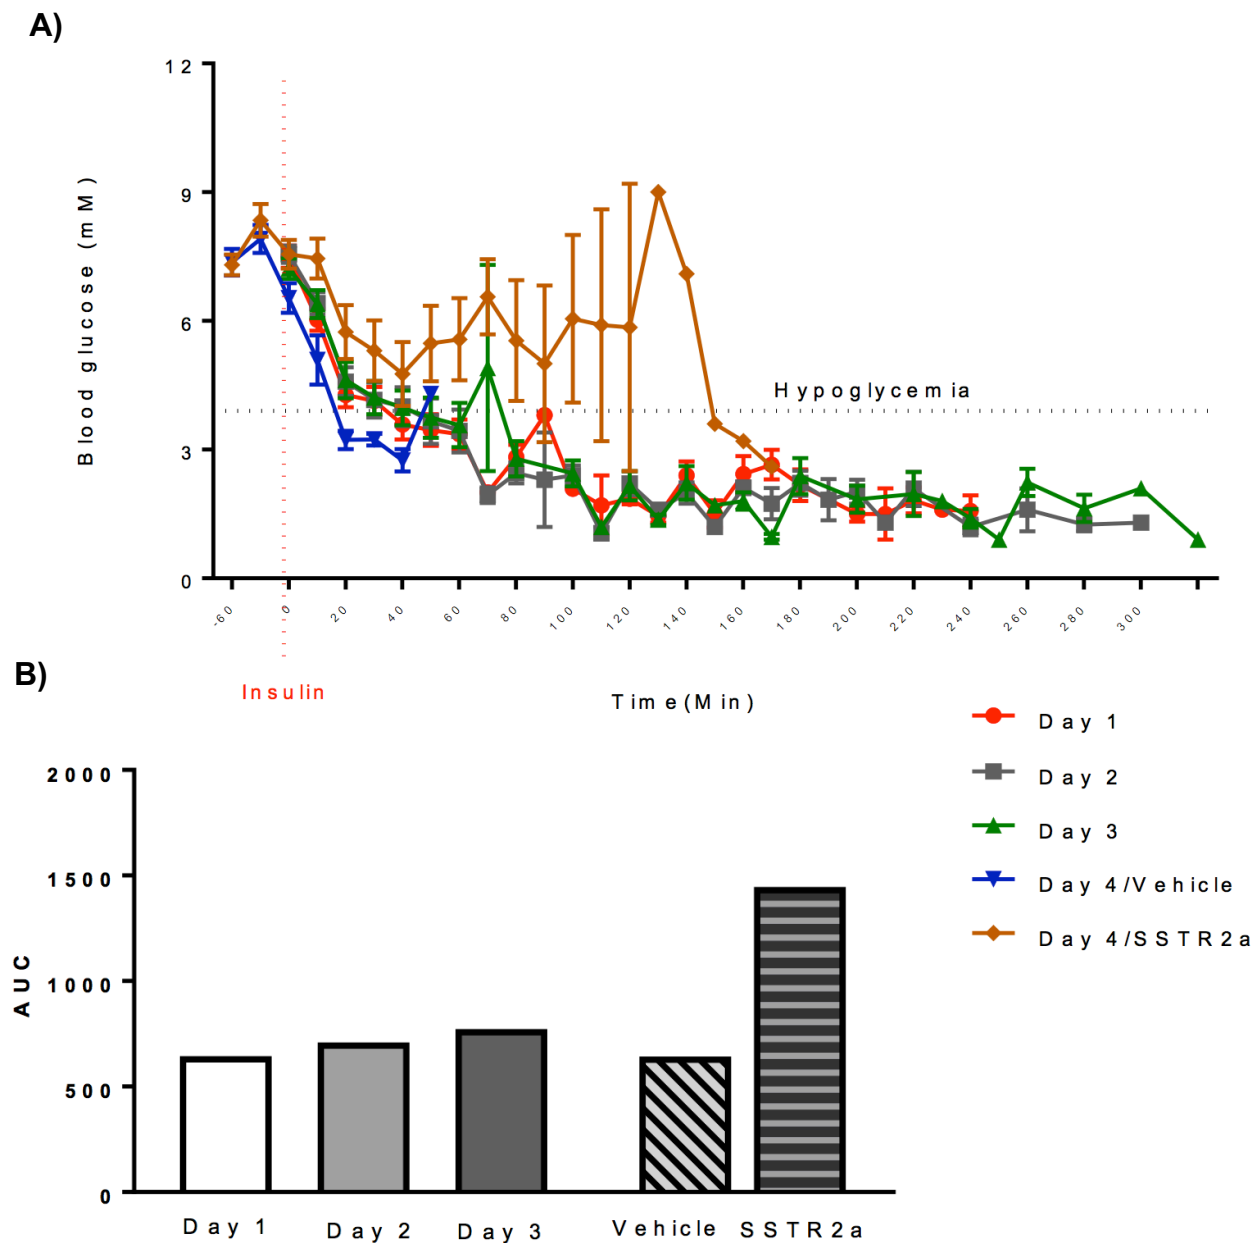 A)
12
9
6
3
0
Blood glucose (mM)
Hypoglycemia
-60 0 20 40 60 80 100 120 140 160 180 200 220 240 260 280 300
Insulin
Time(Min)
B)
Day 1
Day 2
Day 3
Day 4/Vehicle
Day 4/SSTR2a
2000
1500
1000
500
0
AUC
Day 1 Day 2 Day 3 Vehicle SSTR2a